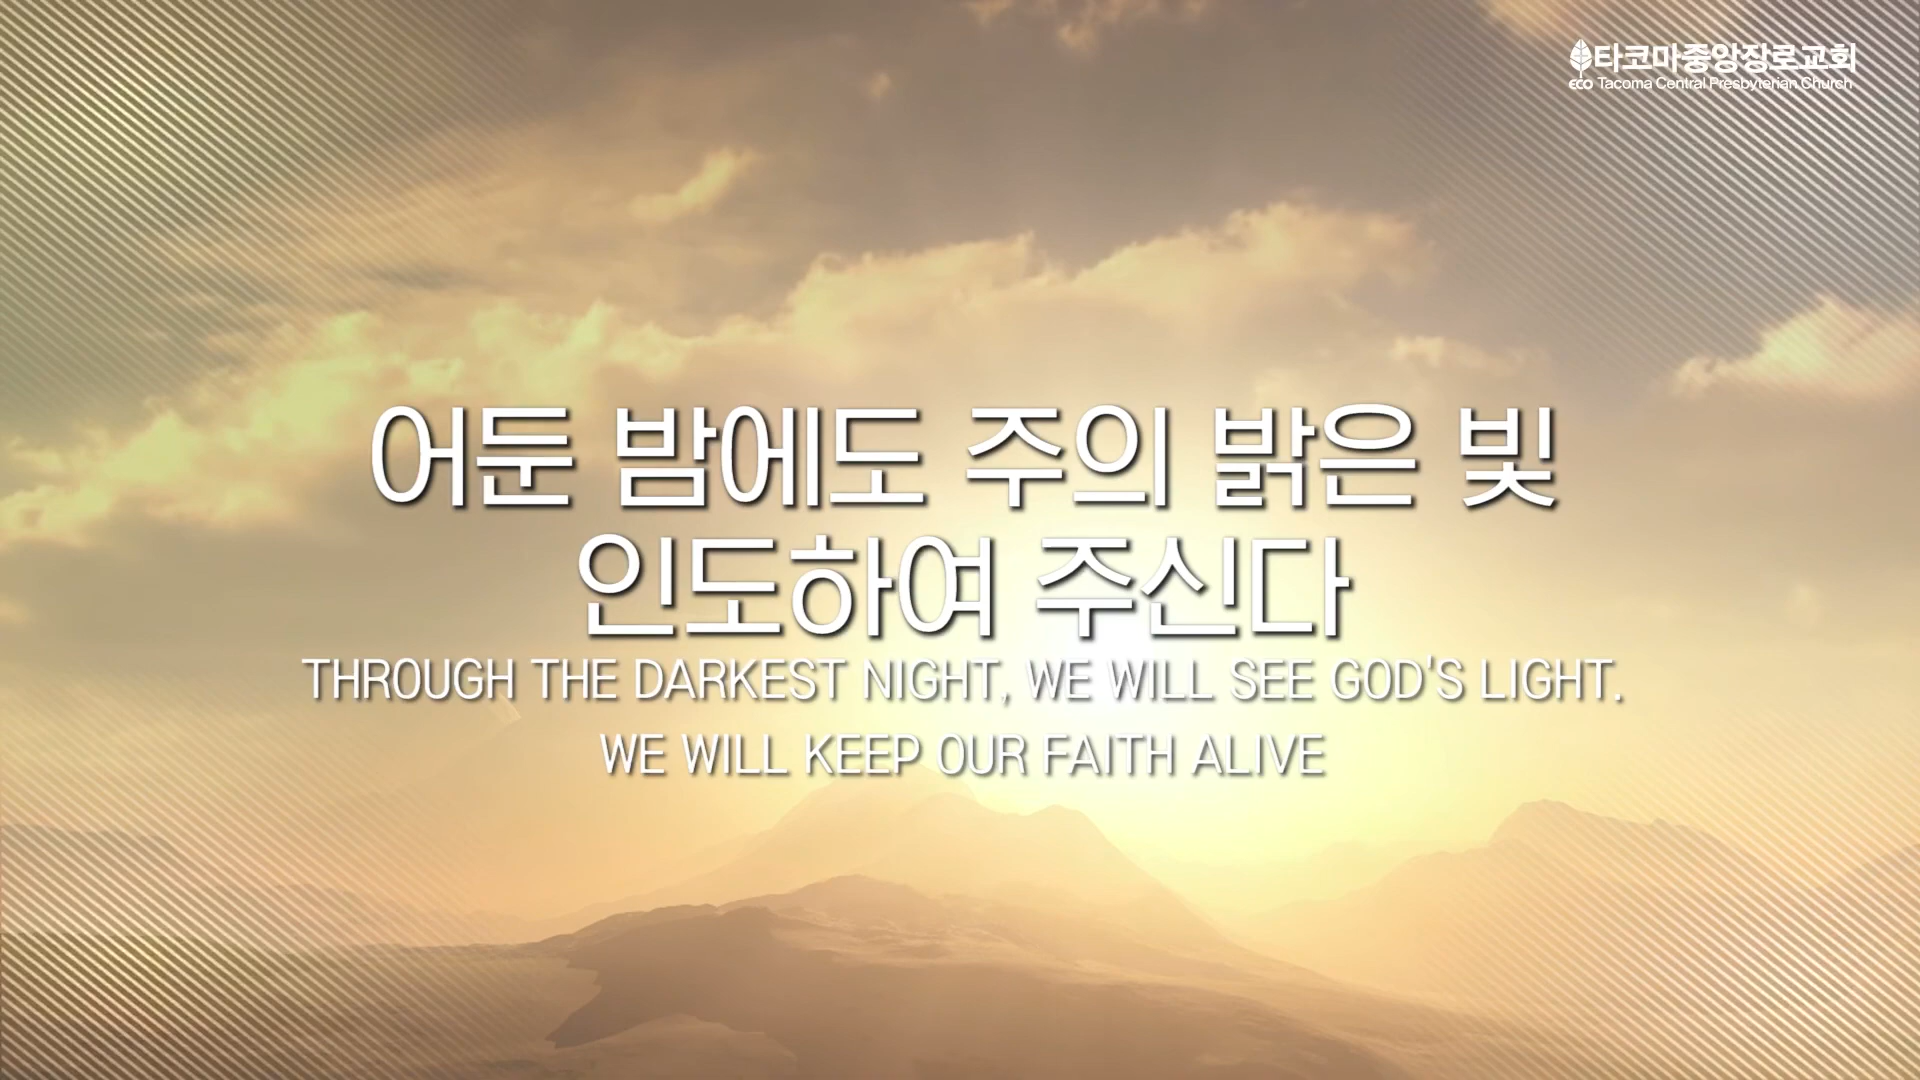 타코마중앙장로교회
ECO Tacoma Central Presbyterian Church
어둔 밤에도 주의 밝은 빛
인도하여 주신다
THROUGH THE DARKEST NIGHT, WE WILL SEE GOD'S LIGHT.
WE WILL KEEP OUR FAITH ALIVE